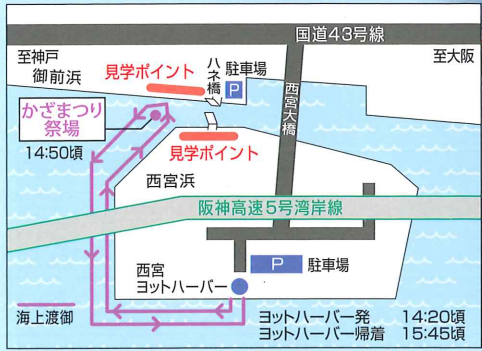 国道43号線
至神戸
至大阪
御前浜
見学ポイント
ハネ橋
駐車場
P
西宮大橋
かざまつり
祭場
14:50頃
見学ポイント
西宮浜
阪神高速5号湾岸線
西宮
ヨットハーバー
P
駐車場
海上渡御
ヨットハーバー発 14:20頃
ヨットハーバー帰着 15:45頃